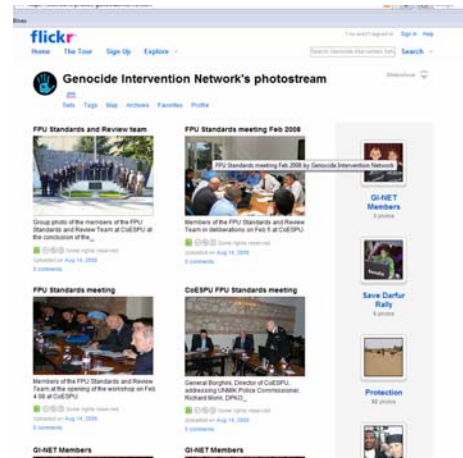 flickr
You aren't signed in Sign In Help
Home The Tour Sign Up Explore
Search
Genocide Intervention Network's photostream
Slideshow
Sets Tags Map Archives Favorites Profile
FPU Standards and Review team
Group photo of the members of the FPU
Standards and Review Team at CoESPU at
the conclusion of the...
Some rights reserved
Uploaded on Aug 14, 2008
0 comments
FPU Standards meeting Feb 2008
FPU Standards meeting Feb 2008 by Genocide Intervention Network
Members of the FPU Standards and Review
Team in deliberations on Feb 5 at CoESPU.
Some rights reserved
Uploaded on Aug 14, 2008
0 comments
FPU Standards meeting
Members of the FPU Standards and Review
Team at the opening of the workshop on Feb
4 08 at CoESPU.
Some rights reserved
Uploaded on Aug 14, 2008
0 comments
CoESPU FPU Standards meeting
General Borghini, Director of CoESPU,
addressing UNMIK Police Commissioner,
Richard Monk, DPKO...
Some rights reserved
Uploaded on Aug 14, 2008
0 comments
GI-NET Members
GI-NET Members
GI-NET
Members
Save Darfur
Rally
Protection